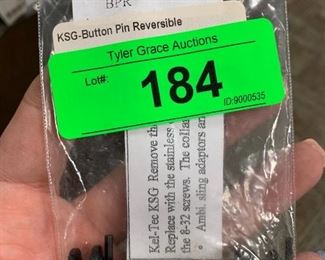 BPR
KSG-Button Pin Reversible
Tyler Grace Auctions
Lot#:
184
ID:9000535
Kel-Tec KSG Remove the
Replace with the stainless
the 8-32 screws. The colla
• Ambi. sling adaptors an